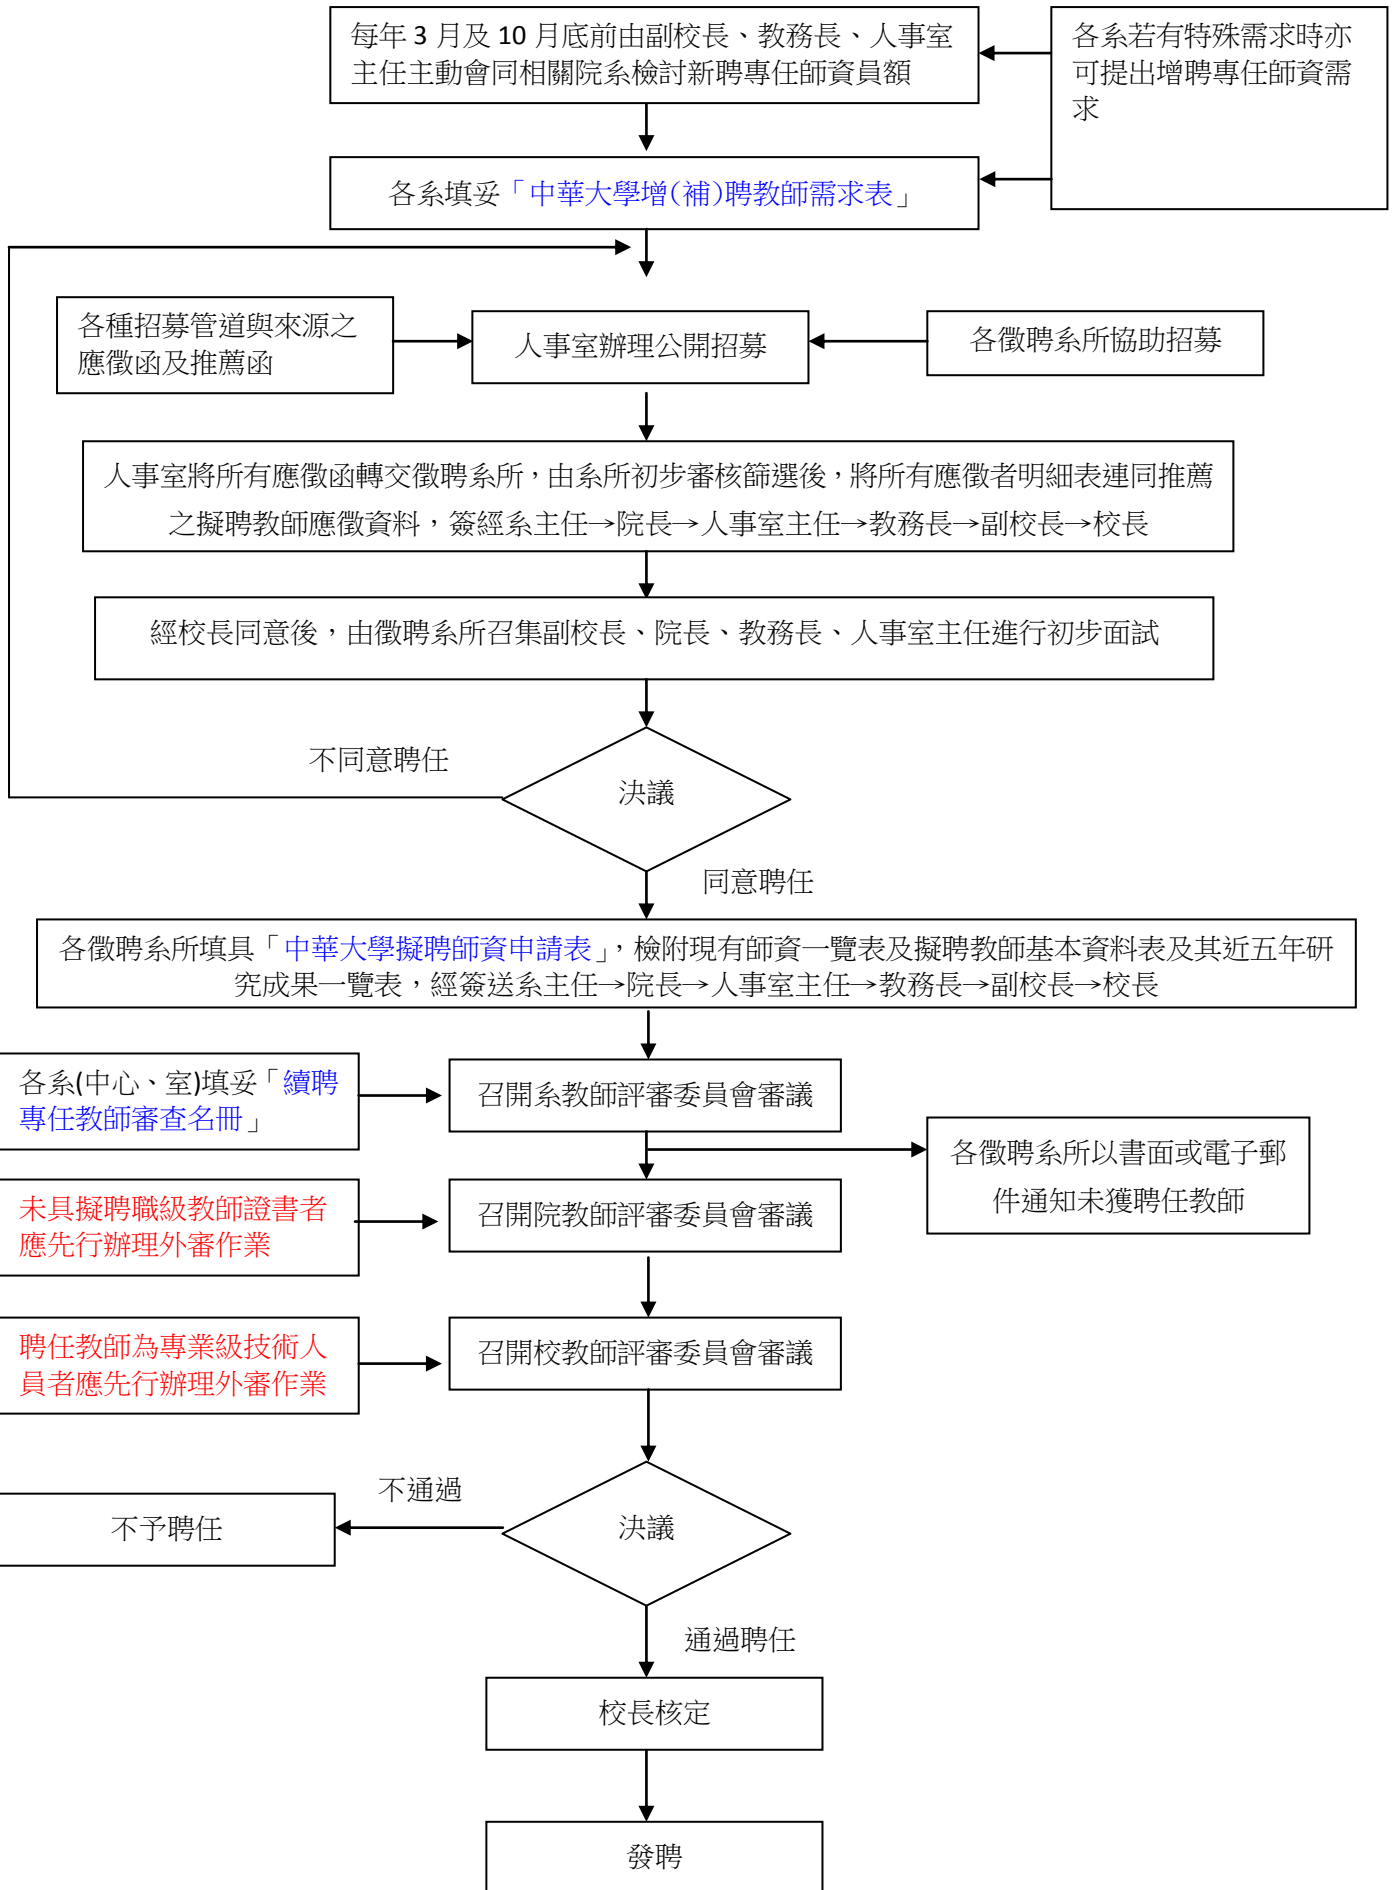 每年 3 月及 10 月底前由副校長、教務長、人事室
主任主動會同相關院系檢討新聘專任師資員額
各系若有特殊需求時亦
可提出增聘專任師資需
求
各系填妥「中華大學增(補)聘教師需求表」
各種招募管道與來源之
應徵函及推薦函
人事室辦理公開招募
各徵聘系所協助招募
人事室將所有應徵函轉交徵聘系所，由系所初步審核篩選後，將所有應徵者明細表連同推薦
之擬聘教師應徵資料，簽經系主任→院長→人事室主任→教務長→副校長→校長
經校長同意後，由徵聘系所召集副校長、院長、教務長、人事室主任進行初步面試
不同意聘任
決議
同意聘任
各徵聘系所填具「中華大學擬聘師資申請表」，檢附現有師資一覽表及擬聘教師基本資料表及其近五年研
究成果一覽表，經簽送系主任→院長→人事室主任→教務長→副校長→校長
各系(中心、室)填妥「續聘
專任教師審查名冊」
召開系教師評審委員會審議
各徵聘系所以書面或電子郵
件通知未獲聘任教師
未具擬聘職級教師證書者
應先行辦理外審作業
召開院教師評審委員會審議
聘任教師為專業級技術人
員者應先行辦理外審作業
召開校教師評審委員會審議
不通過
不予聘任
決議
通過聘任
校長核定
發聘